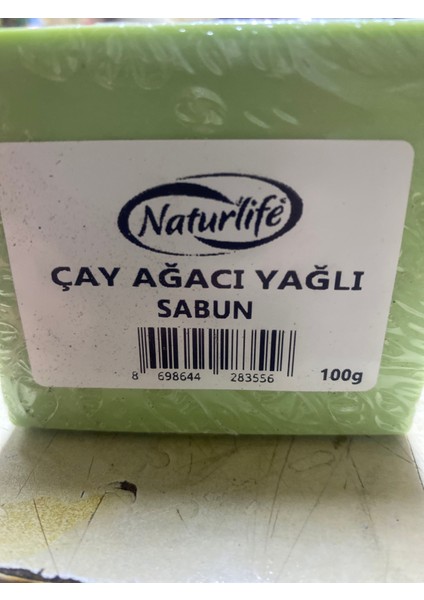 Naturlife
ÇAY AĞACI YAĞLI
SABUN
8 698644 283556
100g